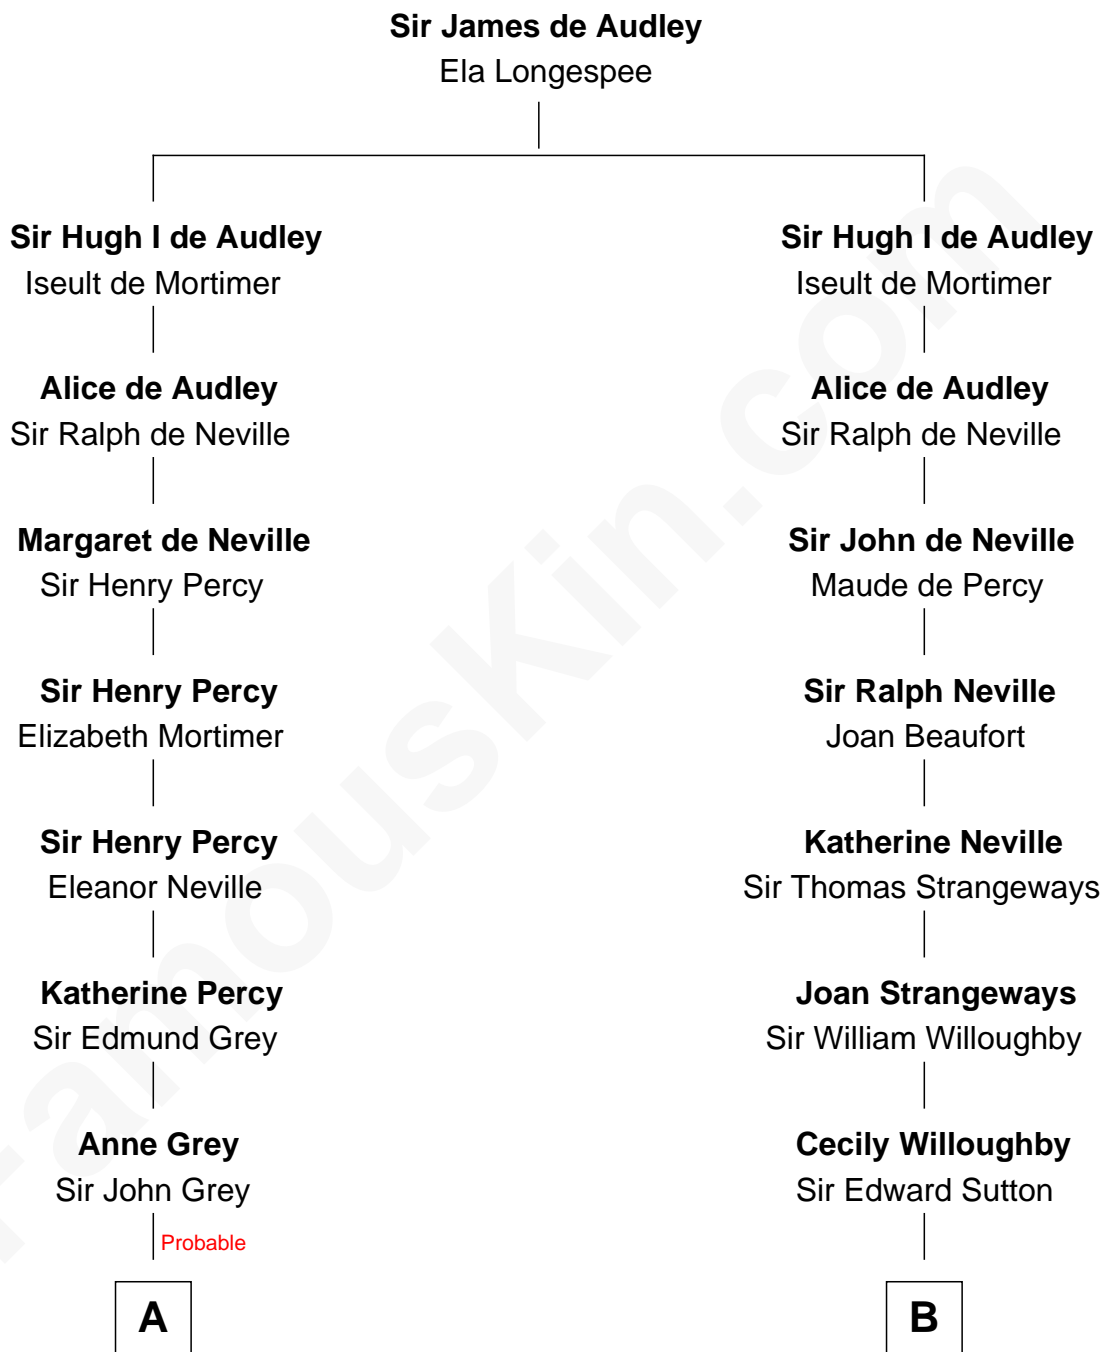 Sir James de Audley
Ela Longespee
Sir Hugh I de Audley
Iseult de Mortimer
Alice de Audley
Sir Ralph de Neville
Margaret de Neville
Sir Henry Percy
Sir Henry Percy
Elizabeth Mortimer
Sir Henry Percy
Eleanor Neville
Katherine Percy
Sir Edmund Grey
Anne Grey
Sir John Grey
Probable
A
Sir Hugh I de Audley
Iseult de Mortimer
Alice de Audley
Sir Ralph de Neville
Sir John de Neville
Maude de Percy
Sir Ralph Neville
Joan Beaufort
Katherine Neville
Sir Thomas Strangeways
Joan Strangeways
Sir William Willoughby
Cecily Willoughby
Sir Edward Sutton
B
FamousKin.com